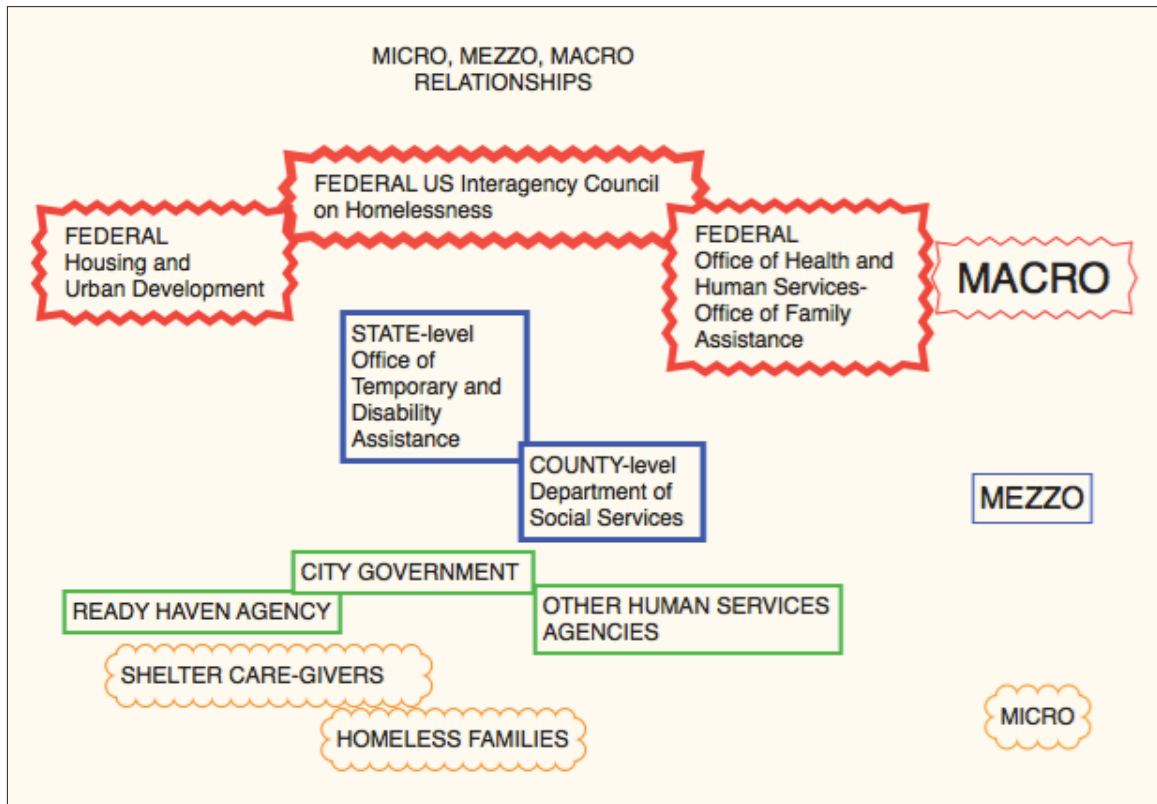 MICRO, MEZZO, MACRO
RELATIONSHIPS
FEDERAL US Interagency Council
on Homelessness
FEDERAL
Housing and
Urban Development
FEDERAL
Office of Health and
Human Services-
Office of Family
Assistance
MACRO
STATE-level
Office of
Temporary and
Disability
Assistance
COUNTY-level
Department of
Social Services
MEZZO
CITY GOVERNMENT
READY HAVEN AGENCY
OTHER HUMAN SERVICES
AGENCIES
SHELTER CARE-GIVERS
HOMELESS FAMILIES
MICRO